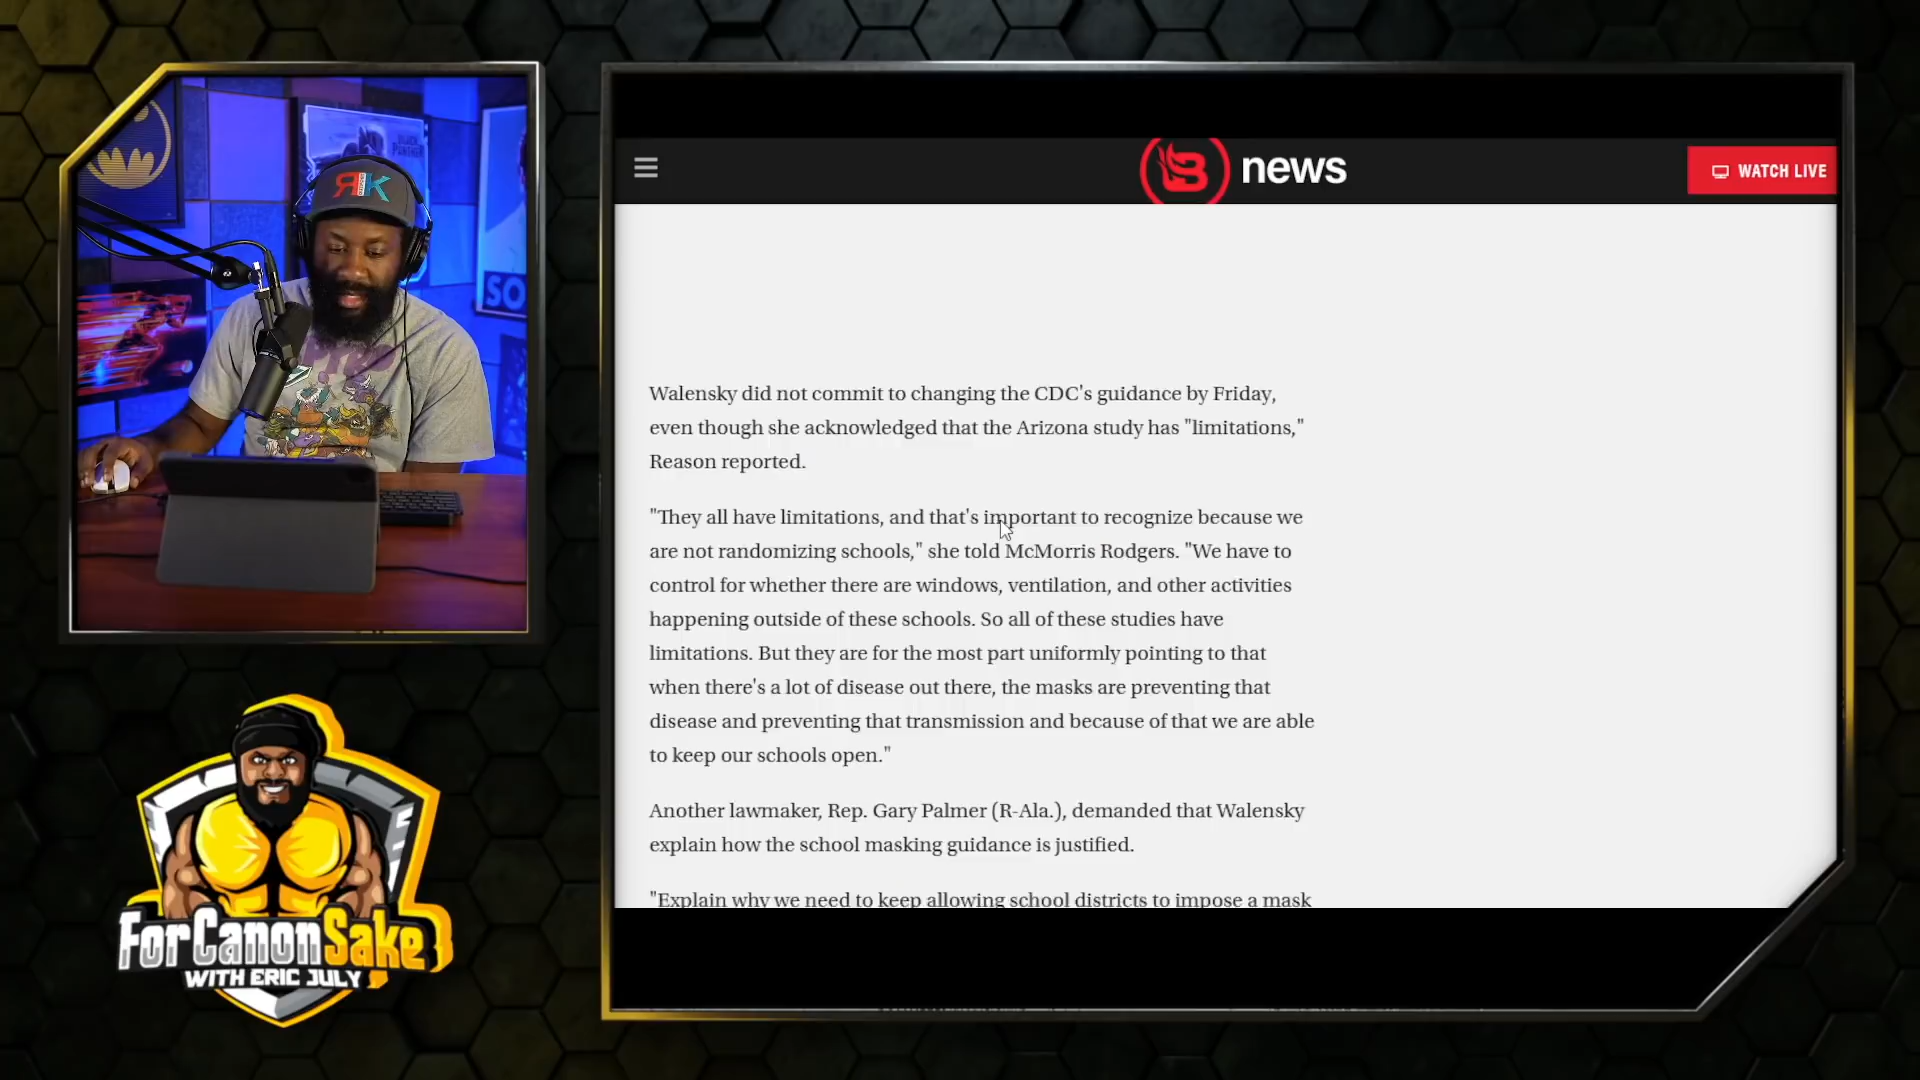 BLACK
PANTHER
RK
SO
news
WATCH LIVE
Walensky did not commit to changing the CDC's guidance by Friday,
even though she acknowledged that the Arizona study has "limitations,"
Reason reported.
"They all have limitations, and that's important to recognize because we
are not randomizing schools," she told McMorris Rodgers. "We have to
control for whether there are windows, ventilation, and other activities
happening outside of these schools. So all of these studies have
limitations. But they are for the most part uniformly pointing to that
when there's a lot of disease out there, the masks are preventing that
disease and preventing that transmission and because of that we are able
to keep our schools open."
Another lawmaker, Rep. Gary Palmer (R-Ala.), demanded that Walensky
explain how the school masking guidance is justified.
"Explain why we need to keep allowing school districts to impose a mask
ForCanonSake
WITH ERIC JULY